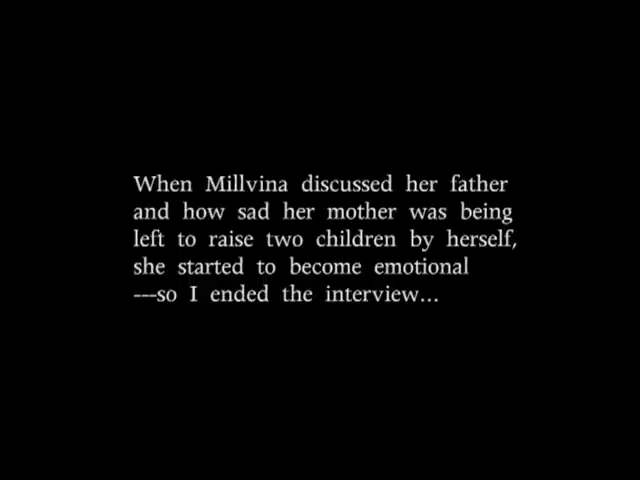 When Millvina discussed her father
and how sad her mother was being
left to raise two children by herself,
she started to become emotional
---so I ended the interview...